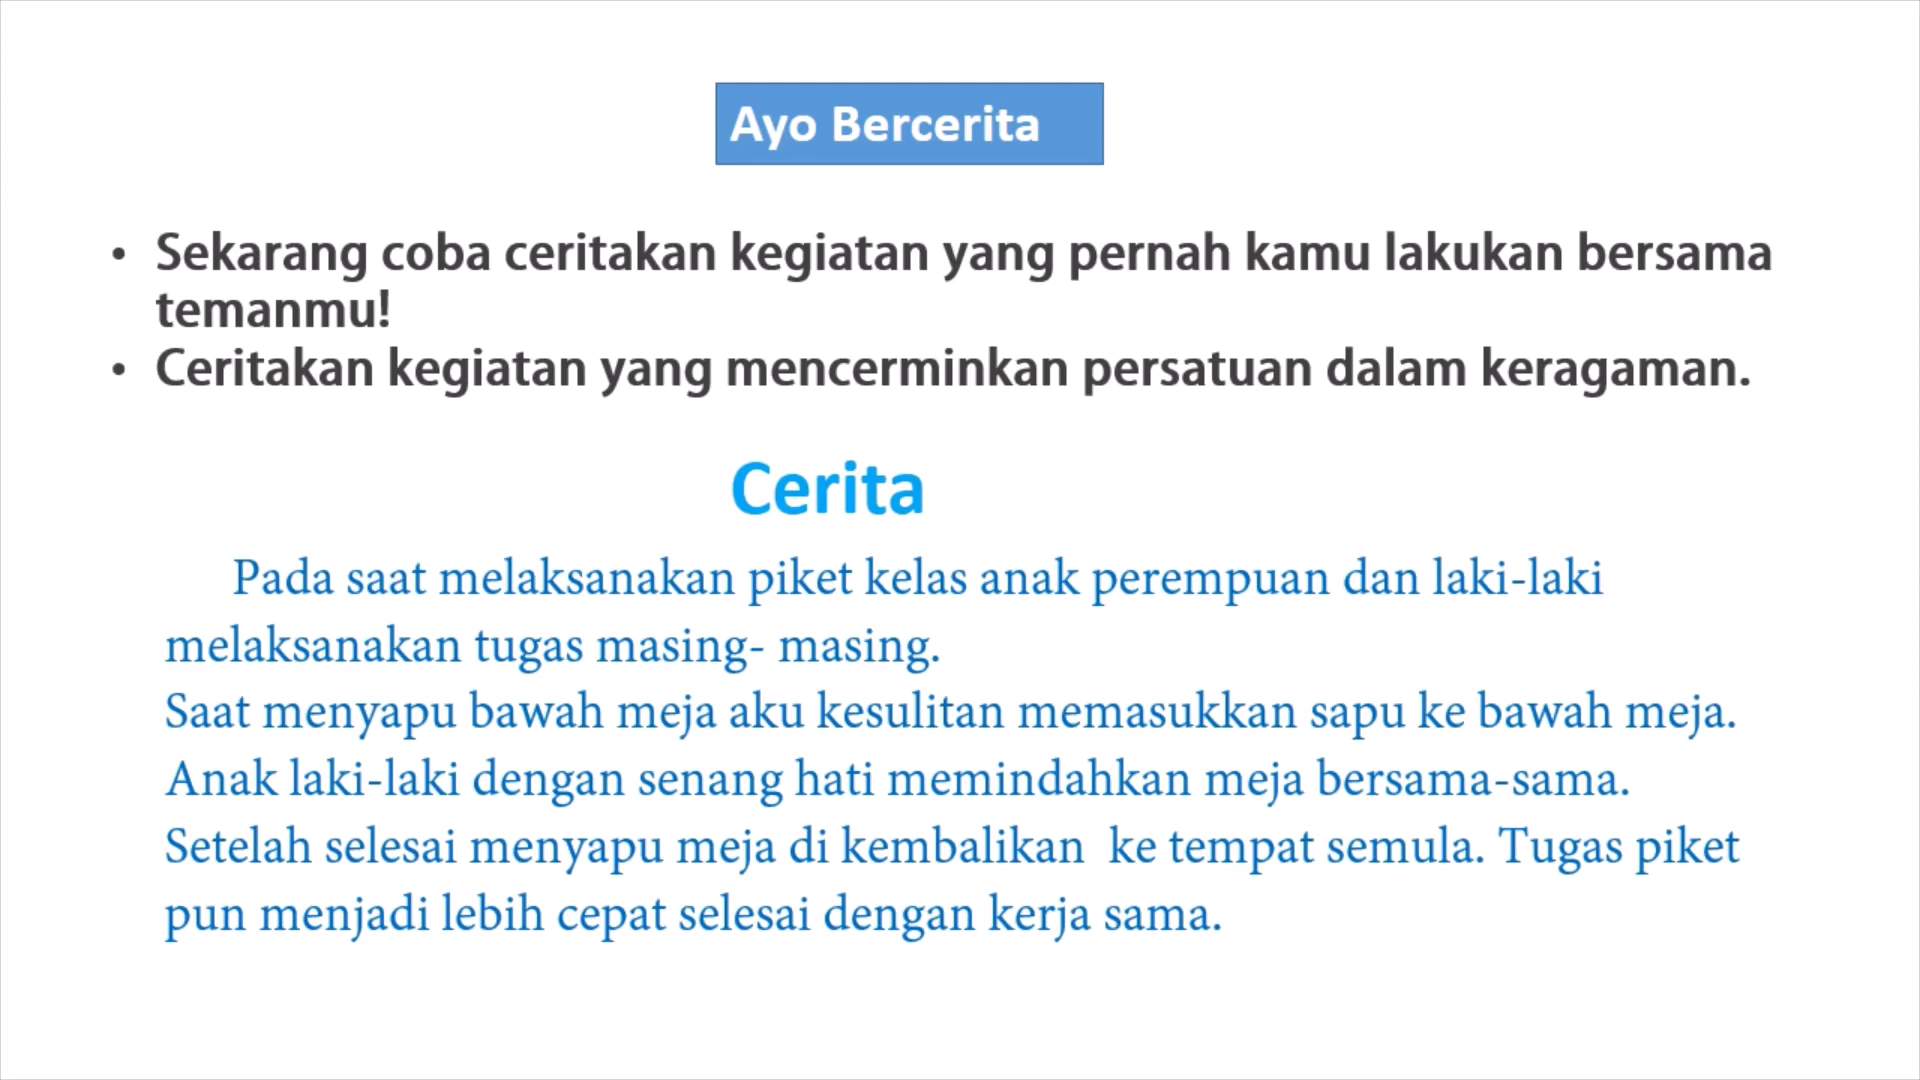 Ayo Bercerita
• Sekarang coba ceritakan kegiatan yang pernah kamu lakukan bersama
temanmu!
• Ceritakan kegiatan yang mencerminkan persatuan dalam keragaman.
Cerita
Pada saat melaksanakan piket kelas anak perempuan dan laki-laki
melaksanakan tugas masing- masing.
Saat menyapu bawah meja aku kesulitan memasukkan sapu ke bawah meja.
Anak laki-laki dengan senang hati memindahkan meja bersama-sama.
Setelah selesai menyapu meja di kembalikan  ke tempat semula. Tugas piket
pun menjadi lebih cepat selesai dengan kerja sama.